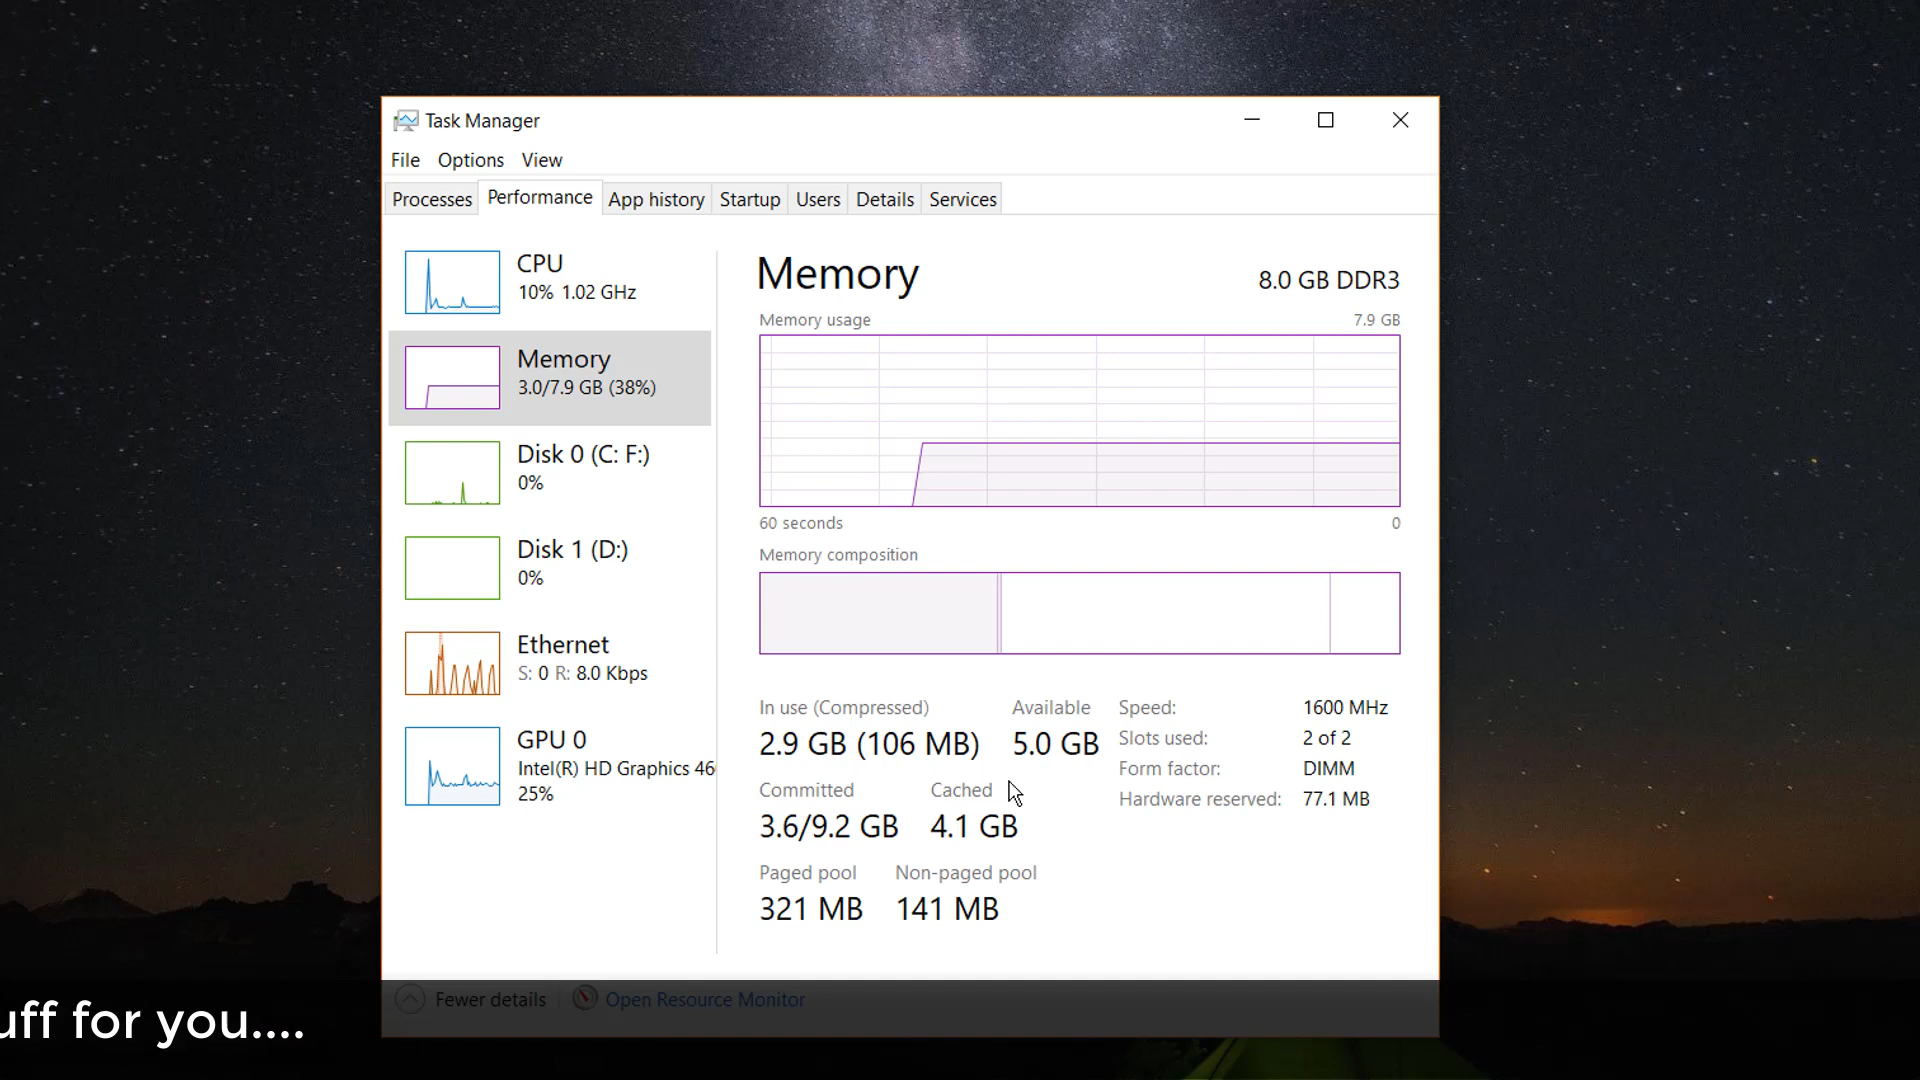 Task Manager
File Options View
Processes Performance App history Startup Users Details Services
CPU
10% 1.02 GHz
Memory
3.0/7.9 GB (38%)
Disk 0 (C: F:)
0%
Disk 1 (D:)
0%
Ethernet
S: 0 R: 8.0 Kbps
GPU 0
Intel(R) HD Graphics 46
25%
Memory 8.0 GB DDR3
Memory usage 7.9 GB
60 seconds 0
Memory composition
In use (Compressed) Available
2.9 GB (106 MB) 5.0 GB
Committed Cached
3.6/9.2 GB 4.1 GB
Paged pool Non-paged pool
321 MB 141 MB
Speed: 1600 MHz
Slots used: 2 of 2
Form factor: DIMM
Hardware reserved: 77.1 MB
Fewer details Open Resource Monitor
uff for you....